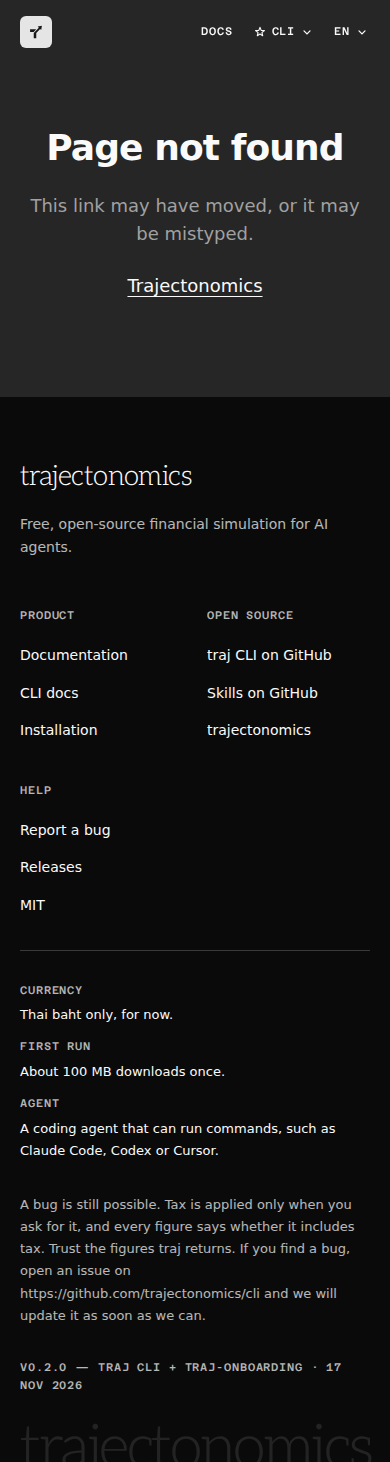 DOCS CLI EN
Page not found
This link may have moved, or it may
be mistyped.
Trajectonomics
trajectonomics
Free, open-source financial simulation for AI
agents.
PRODUCT
Documentation
CLI docs
Installation
OPEN SOURCE
traj CLI on GitHub
Skills on GitHub
trajectonomics
HELP
Report a bug
Releases
MIT
CURRENCY
Thai baht only, for now.
FIRST RUN
About 100 MB downloads once.
AGENT
A coding agent that can run commands, such as
Claude Code, Codex or Cursor.
A bug is still possible. Tax is applied only when you
ask for it, and every figure says whether it includes
tax. Trust the figures traj returns. If you find a bug,
open an issue on
https://github.com/trajectonomics/cli and we will
update it as soon as we can.
V0.2.0 — TRAJ CLI + TRAJ-ONBOARDING · 17
NOV 2026
trajectonomics